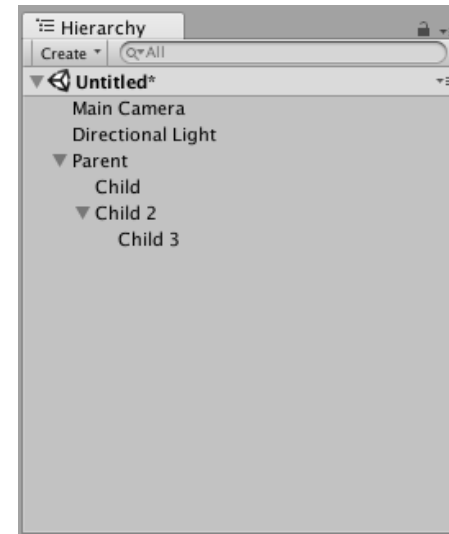 Hierarchy
Create All
Untitled*
Main Camera
Directional Light
Parent
Child
Child 2
Child 3